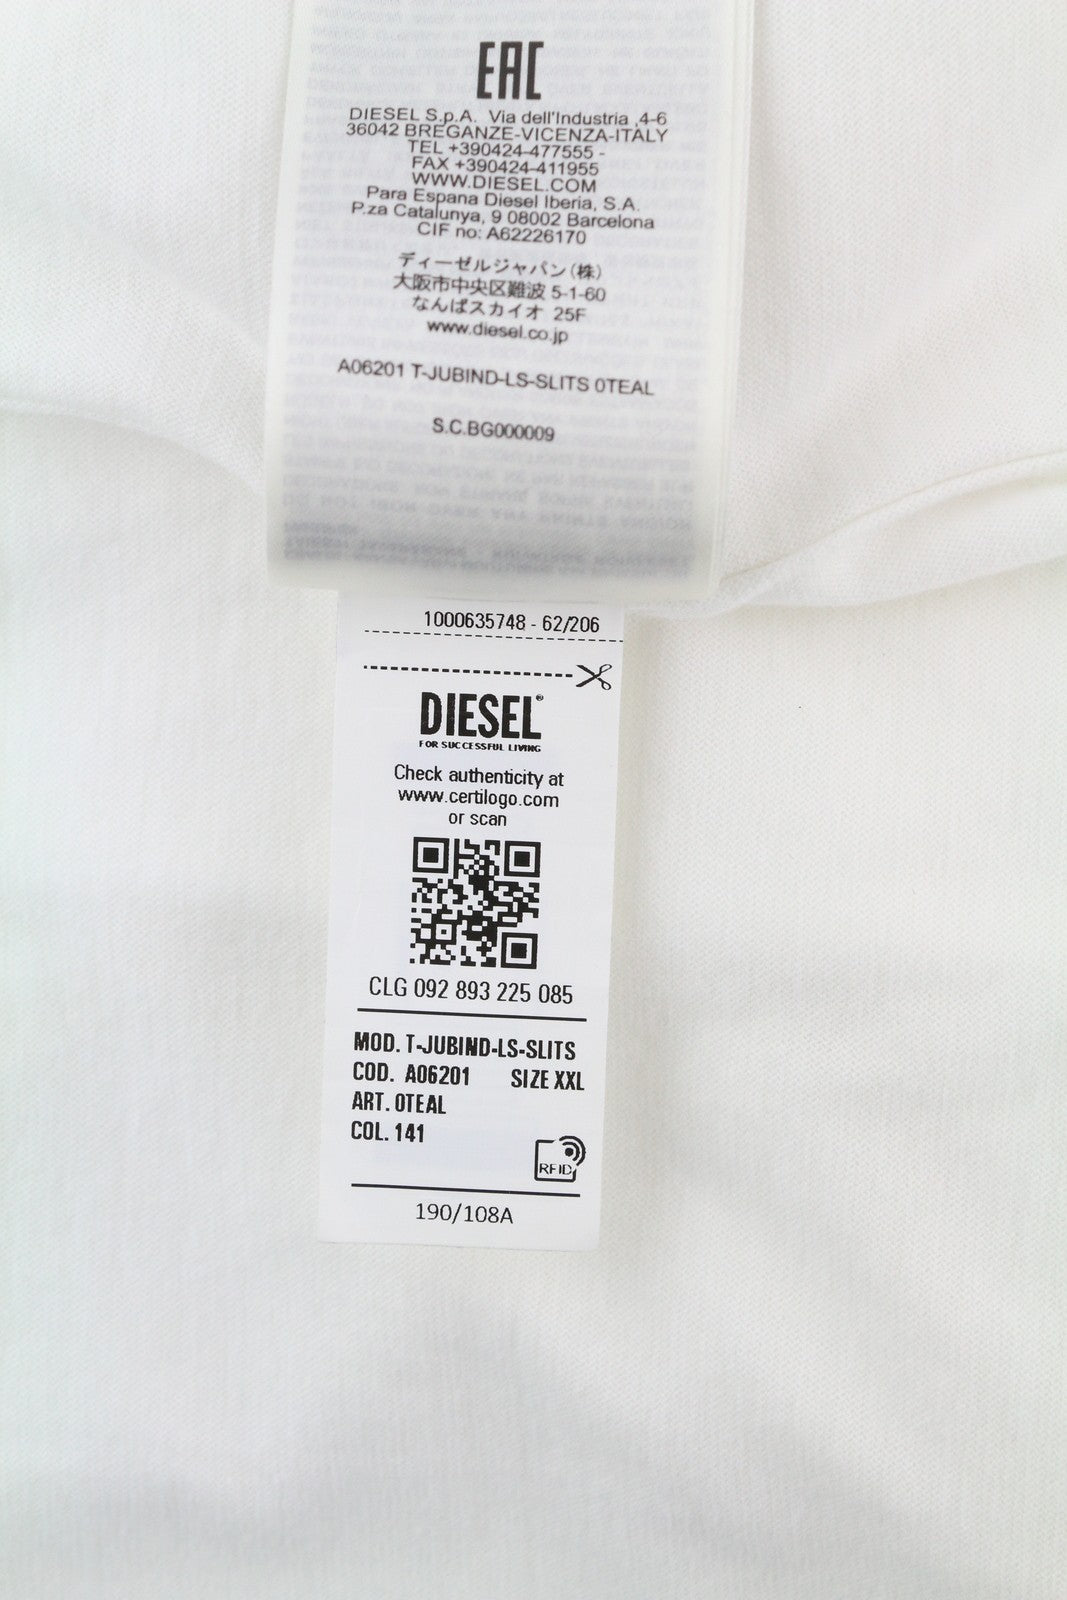 EAC
DIESEL S.p.A. Via dell'Industria ,4-6
36042 BREGANZE-VICENZA-ITALY
TEL +390424-477555 -
FAX +390424-411955
WWW.DIESEL.COM
Para Espana Diesel Iberia, S.A.
P.za Catalunya, 9 08002 Barcelona
CIF no: A62226170
ディーゼルジャパン(株)
大阪市中央区難波 5-1-60
なんばスカイオ 25F
www.diesel.co.jp
A06201 T-JUBIND-LS-SLITS 0TEAL
S.C.BG000009
1000635748 - 62/206
DIESEL®
FOR SUCCESSFUL LIVING
Check authenticity at
www.certilogo.com
or scan
CLG 092 893 225 085
MOD. T-JUBIND-LS-SLITS
COD. A06201 SIZE XXL
ART. 0TEAL
COL. 141
RFID
190/108A